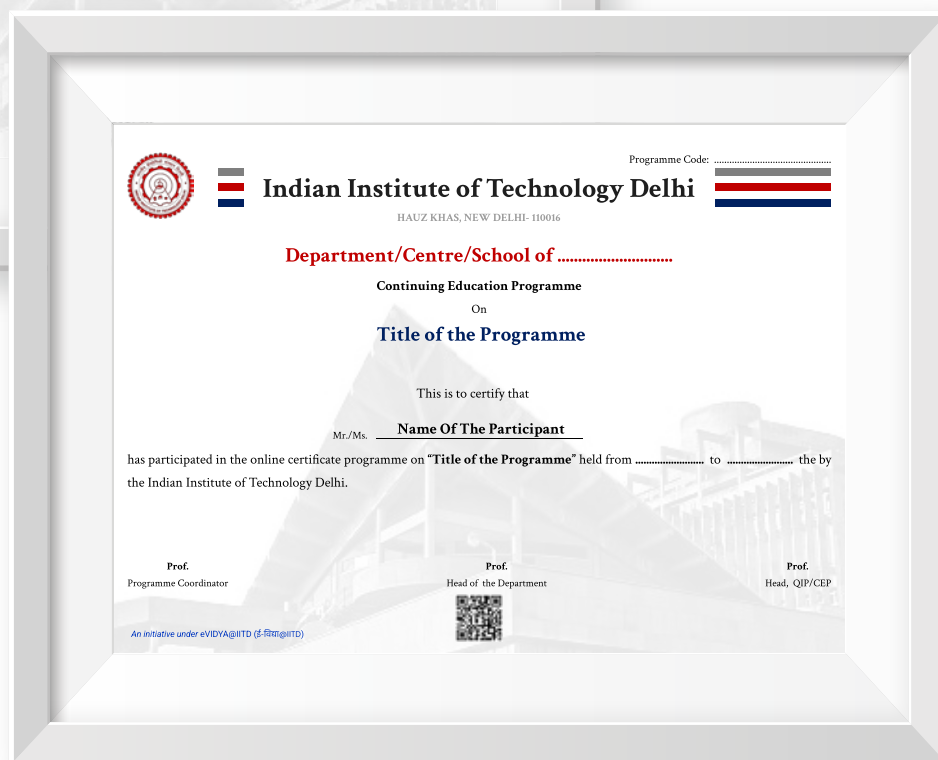 Programme Code: ..........................................
Indian Institute of Technology Delhi
HAUZ KHAS, NEW DELHI- 110016
Department/Centre/School of ............................
Continuing Education Programme
On
Title of the Programme
This is to certify that
Mr./Ms. Name Of The Participant
has participated in the online certificate programme on “Title of the Programme” held from ........................ to ....................... the by
the Indian Institute of Technology Delhi.
Prof. Prof. Prof.
Programme Coordinator Head of the Department Head, QIP/CEP
An initiative under eVIDYA@IITD (ई-विद्या@IITD)